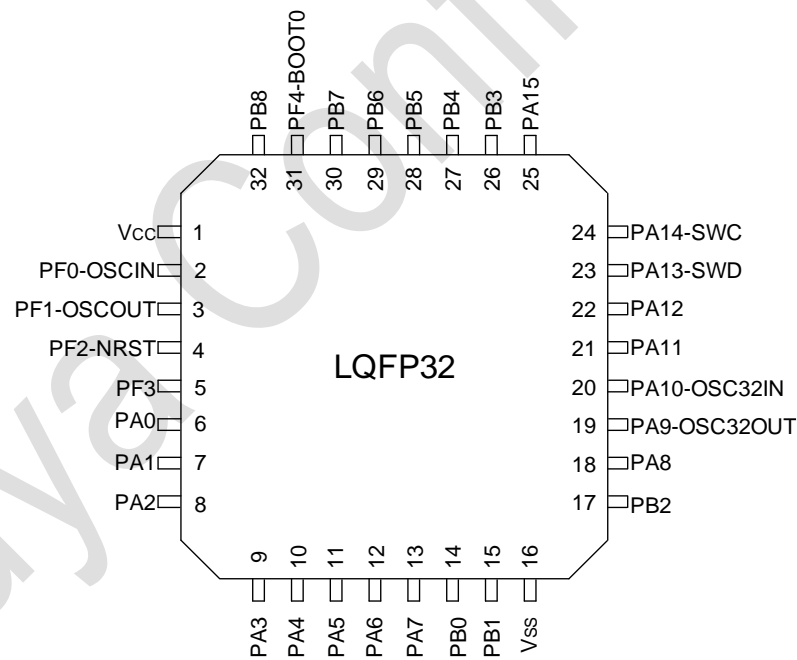 PB8
PF4-BOOT0
PB7
PB6
PB5
PB4
PB3
PA15
32
31
30
29
28
27
26
25
VCC 1
PF0-OSCIN 2
PF1-OSCOUT 3
PF2-NRST 4
PF3 5
PA0 6
PA1 7
PA2 8
LQFP32
24 PA14-SWC
23 PA13-SWD
22 PA12
21 PA11
20 PA10-OSC32IN
19 PA9-OSC32OUT
18 PA8
17 PB2
9
10
11
12
13
14
15
16
PA3
PA4
PA5
PA6
PA7
PB0
PB1
VSS